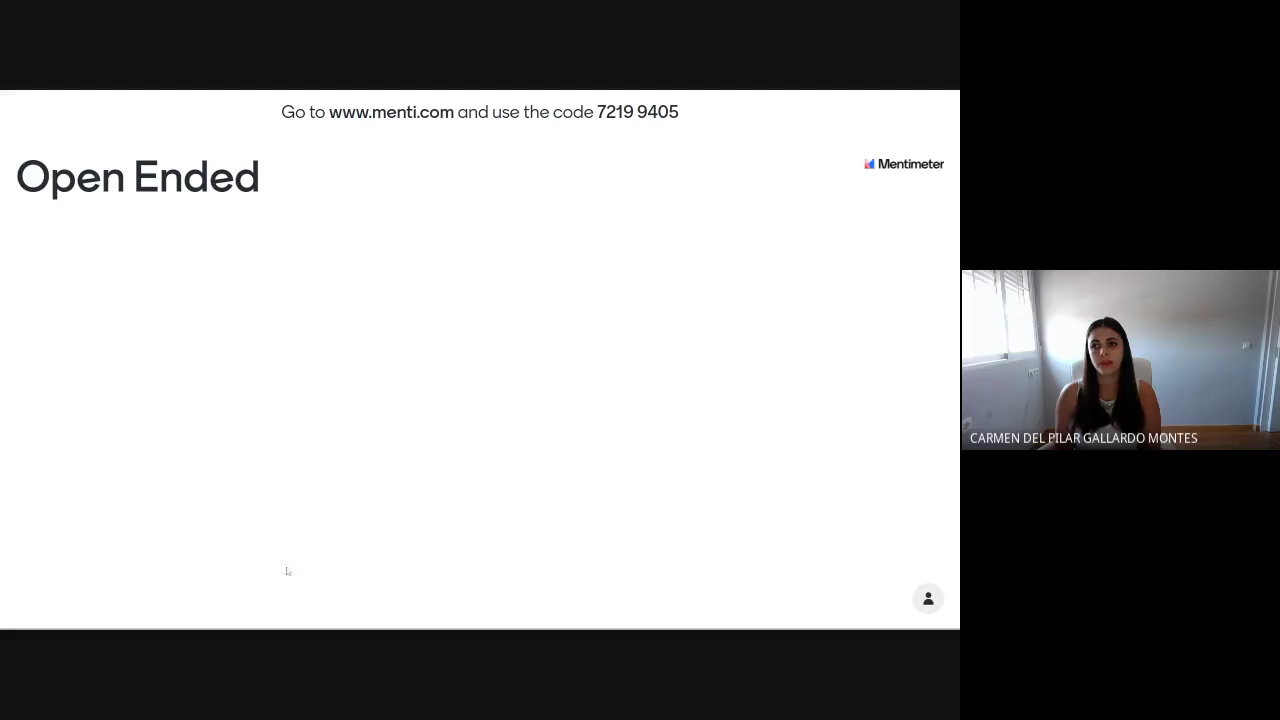 Go to www.menti.com and use the code 7219 9405
Open Ended
Mentimeter
CARMEN DEL PILAR GALLARDO MONTES